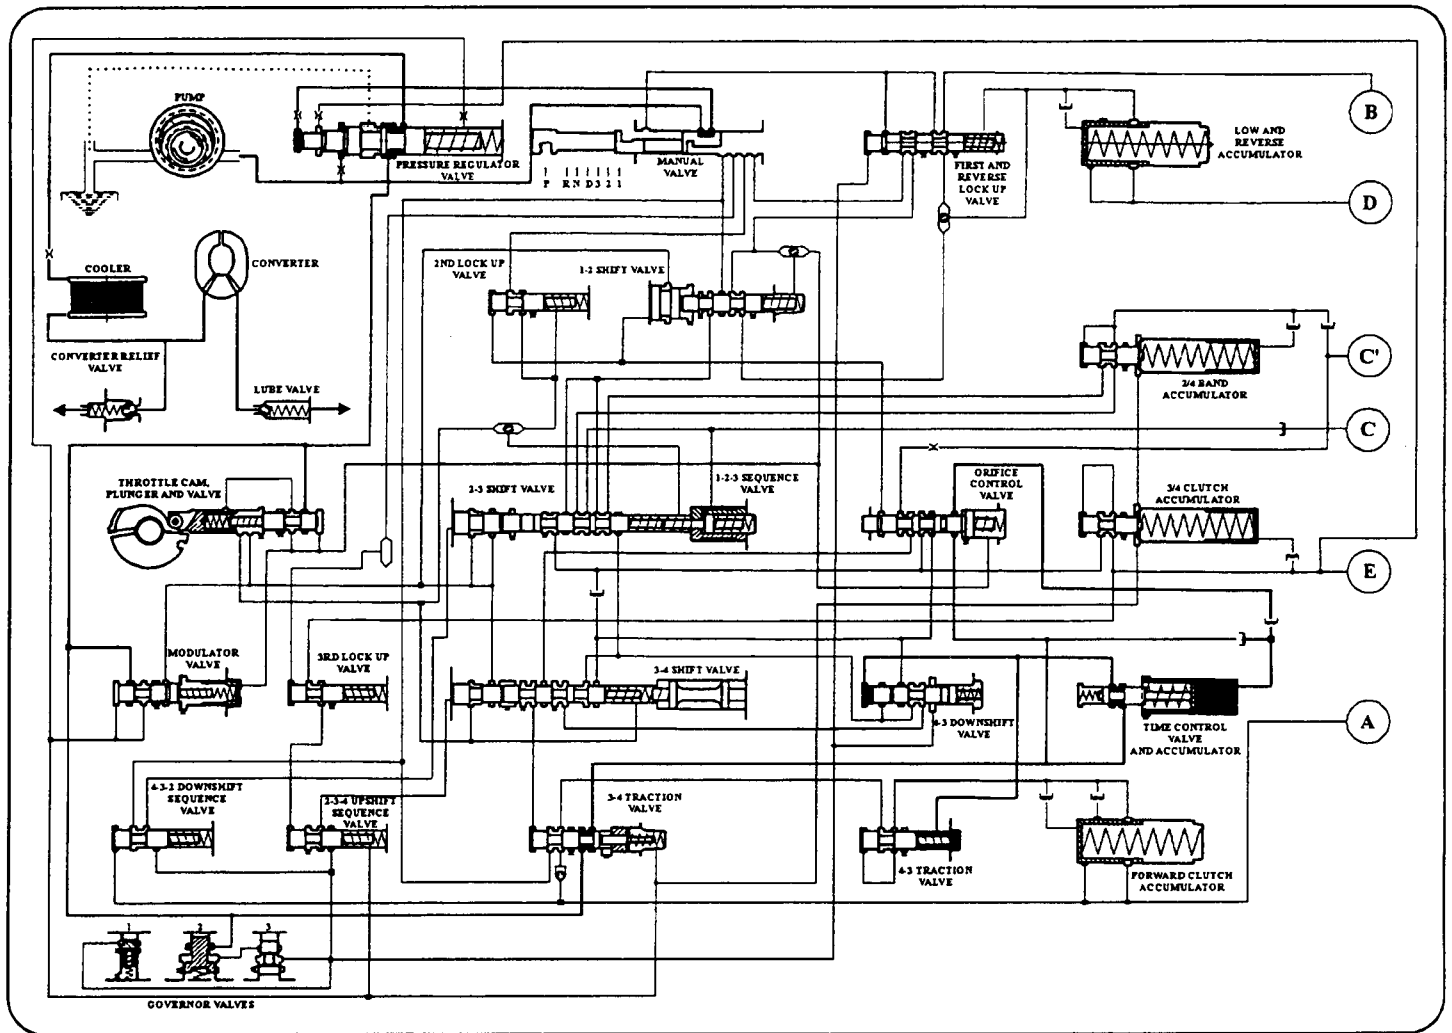 PUMP
PRESSURE REGULATOR
VALVE
MANUAL
VALVE
P R N D 3 2 1
FIRST AND
REVERSE
LOCK UP
VALVE
LOW AND
REVERSE
ACCUMULATOR
B
D
COOLER
CONVERTER
2ND LOCK UP
VALVE
1-2 SHIFT VALVE
CONVERTER RELIEF
VALVE
LUBE VALVE
2/4 BAND
ACCUMULATOR
C'
C
THROTTLE CAM,
PLUNGER AND VALVE
2-3 SHIFT VALVE
1-2-3 SEQUENCE
VALVE
ORIFICE
CONTROL
VALVE
3/4 CLUTCH
ACCUMULATOR
E
MODULATOR
VALVE
3RD LOCK UP
VALVE
3-4 SHIFT VALVE
4-3 DOWNSHIFT
VALVE
TIME CONTROL
VALVE
AND ACCUMULATOR
A
4-3-2 DOWNSHIFT
SEQUENCE
VALVE
2-3-4 UPSHIFT
SEQUENCE
VALVE
3-4 TRACTION
VALVE
4-3 TRACTION
VALVE
FORWARD CLUTCH
ACCUMULATOR
1 2 3
GOVERNOR VALVES